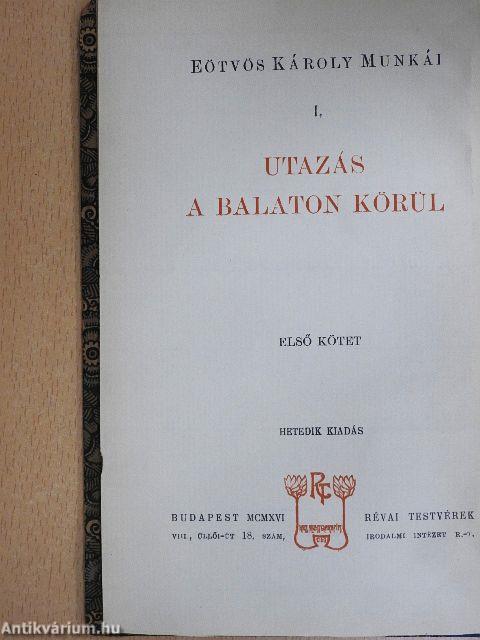 EÖTVÖS KÁROLY MUNKÁI
I.
UTAZÁS
A BALATON KÖRÜL
ELSŐ KÖTET
HETEDIK KIADÁS
BUDAPEST MCMXVI
VIII., ÜLLŐI-ÚT 18. SZÁM,
RÉVAI TESTVÉREK
IRODALMI INTÉZET R.-T.
Antikvárium.hu